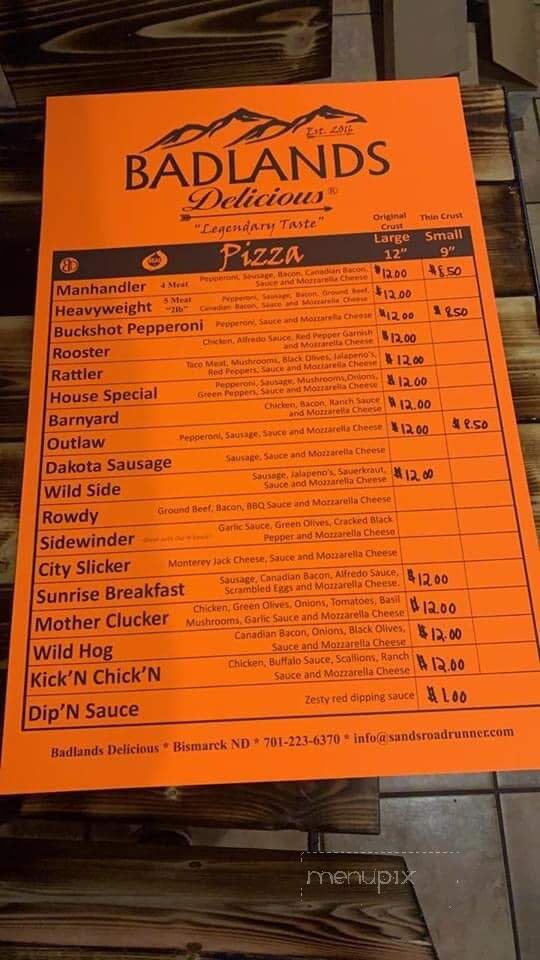 Est. 2016
BADLANDS
Delicious®
"Legendary Taste"
Original Crust Thin Crust
Pizza Large 12" Small 9"
Manhandler 4 Meat Pepperoni, Sausage, Bacon, Canadian Bacon, Sauce and Mozzarella Cheese $12.00 $8.50
Heavyweight 5 Meat "2lb" Pepperoni, Sausage, Bacon, Ground Beef, Canadian Bacon, Sauce and Mozzarella Cheese $12.00
Buckshot Pepperoni Pepperoni, Sauce and Mozzarella Cheese $12.00 $8.50
Rooster Chicken, Alfredo Sauce, Red Pepper Garnish and Mozzarella Cheese $12.00
Rattler Taco Meat, Mushrooms, Black Olives, Jalapeno's, Red Peppers, Sauce and Mozzarella Cheese $12.00
House Special Pepperoni, Sausage, Mushrooms,Onions, Green Peppers, Sauce and Mozzarella Cheese $12.00
Barnyard Chicken, Bacon, Ranch Sauce and Mozzarella Cheese $12.00
Outlaw Pepperoni, Sausage, Sauce and Mozzarella Cheese $12.00 $8.50
Dakota Sausage Sausage, Sauce and Mozzarella Cheese
Wild Side Sausage, Jalapeno's, Sauerkraut, Sauce and Mozzarella Cheese $12.00
Rowdy Ground Beef, Bacon, BBQ Sauce and Mozzarella Cheese
Sidewinder Garlic Sauce, Green Olives, Cracked Black Pepper and Mozzarella Cheese
City Slicker Monterey Jack Cheese, Sauce and Mozzarella Cheese
Sunrise Breakfast Sausage, Canadian Bacon, Alfredo Sauce, Scrambled Eggs and Mozzarella Cheese. $12.00
Mother Clucker Chicken, Green Olives, Onions, Tomatoes, Basil Mushrooms, Garlic Sauce and Mozzarella Cheese $12.00
Wild Hog Canadian Bacon, Onions, Black Olives, Sauce and Mozzarella Cheese $12.00
Kick'N Chick'N Chicken, Buffalo Sauce, Scallions, Ranch Sauce and Mozzarella Cheese $12.00
Dip'N Sauce Zesty red dipping sauce $1.00
Badlands Delicious * Bismarck ND * 701-223-6370 * info@sandsroadrunner.com
menupix